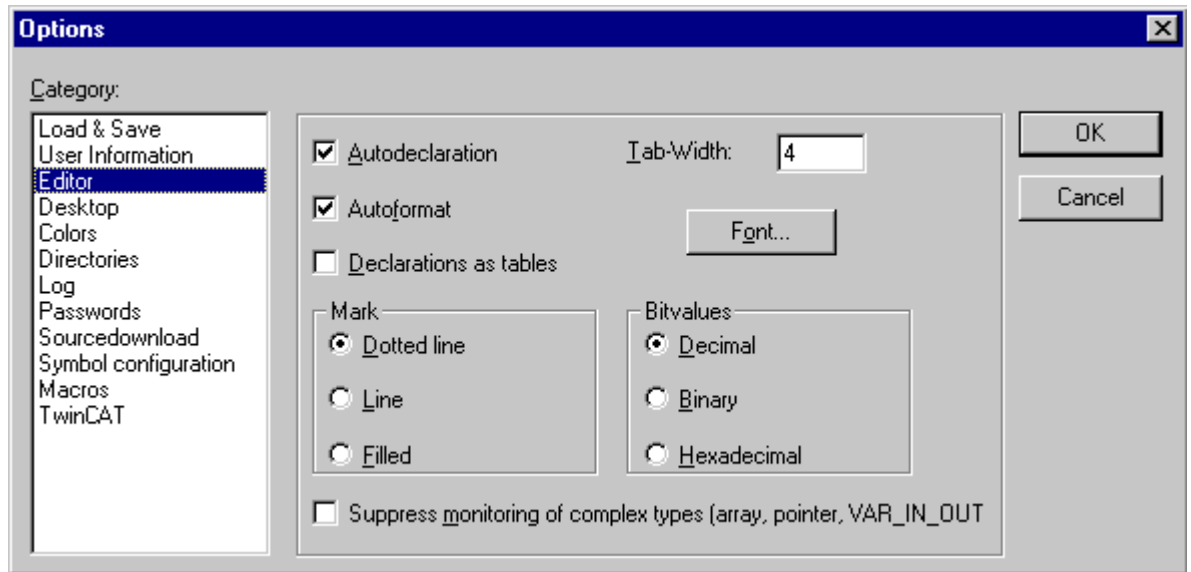 Options
Category:
Load & Save
User Information
Editor
Desktop
Colors
Directories
Log
Passwords
Sourcedownload
Symbol configuration
Macros
TwinCAT
Autodeclaration
Tab-Width:
4
Autoformat
Font...
Declarations as tables
Mark
Dotted line
Line
Filled
Bitvalues
Decimal
Binary
Hexadecimal
Suppress monitoring of complex types (array, pointer, VAR_IN_OUT
OK
Cancel